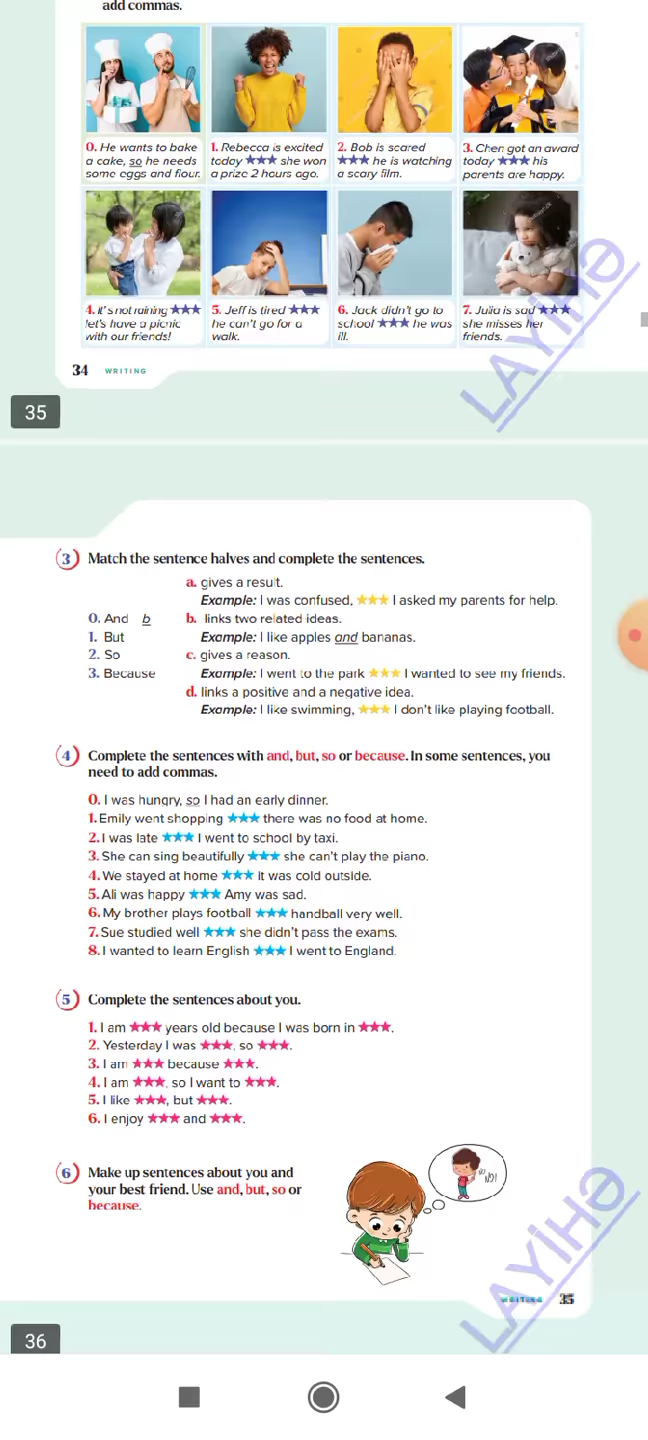 add commas.
0. He wants to bake
a cake, so he needs
some eggs and flour.
1. Rebecca is excited
today ★★★ she won
a prize 2 hours ago.
2. Bob is scared
★★★ he is watching
a scary film.
3. Chen got an award
today ★★★ his
parents are happy.
4. It's not raining ★★★
let's have a picnic
with our friends!
5. Jeff is tired ★★★
he can't go for a
walk.
6. Jack didn't go to
school ★★★ he was
ill.
7. Julia is sad ★★★
she misses her
friends.
34 WRITING
LAYİHƏ
35
3 Match the sentence halves and complete the sentences.
a. gives a result.
Example: I was confused, ★★★ I asked my parents for help.
0. And b
b. links two related ideas.
1. But
Example: I like apples and bananas.
2. So
c. gives a reason.
3. Because
Example: I went to the park ★★★ I wanted to see my friends.
d. links a positive and a negative idea.
Example: I like swimming, ★★★ I don't like playing football.
4 Complete the sentences with and, but, so or because. In some sentences, you
need to add commas.
0. I was hungry, so I had an early dinner.
1. Emily went shopping ★★★ there was no food at home.
2. I was late ★★★ I went to school by taxi.
3. She can sing beautifully ★★★ she can't play the piano.
4. We stayed at home ★★★ it was cold outside.
5. Ali was happy ★★★ Amy was sad.
6. My brother plays football ★★★ handball very well.
7. Sue studied well ★★★ she didn't pass the exams.
8. I wanted to learn English ★★★ I went to England.
5 Complete the sentences about you.
1. I am ★★★ years old because I was born in ★★★.
2. Yesterday I was ★★★, so ★★★.
3. I am ★★★ because ★★★.
4. I am ★★★, so I want to ★★★.
5. I like ★★★, but ★★★.
6. I enjoy ★★★ and ★★★.
6 Make up sentences about you and
your best friend. Use and, but, so or
because.
NO
NO!
LAYİHƏ
WRITING 35
36